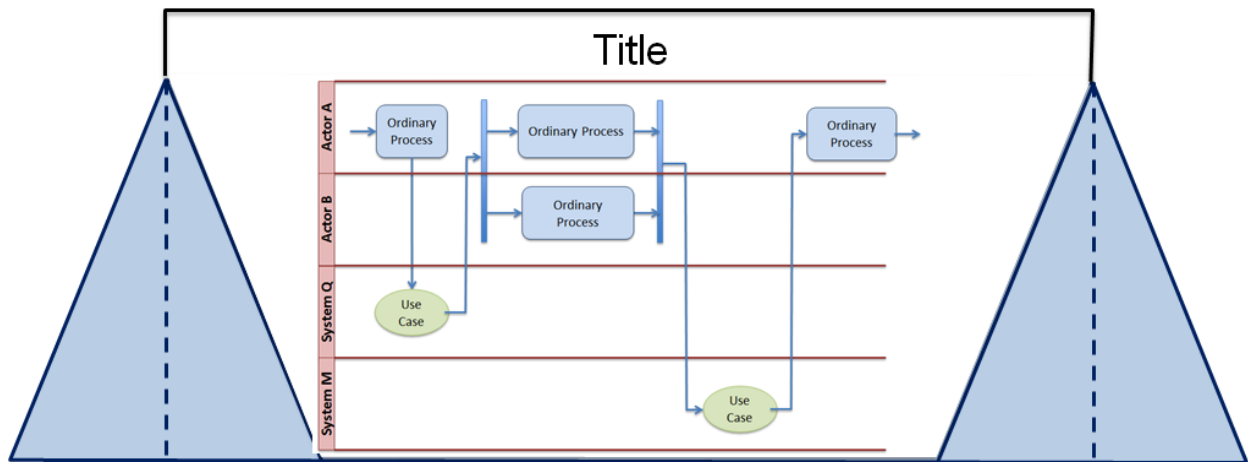 Title
Actor A
Ordinary
Process
Ordinary Process
Ordinary
Process
Actor B
Ordinary
Process
System Q
Use
Case
System M
Use
Case